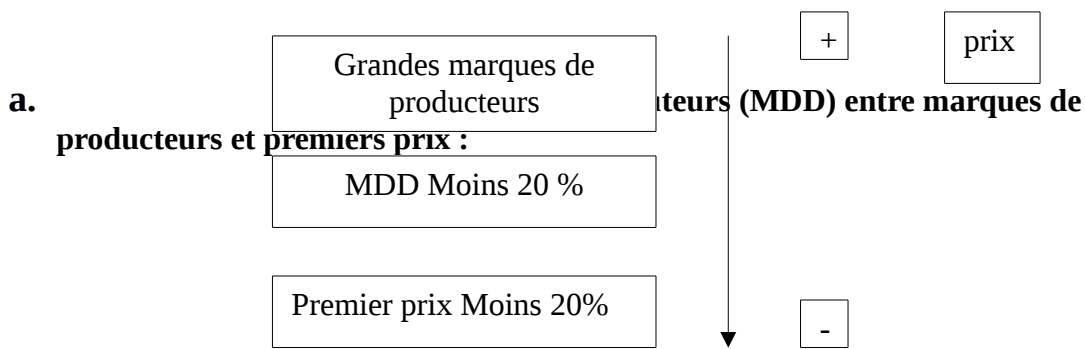 +
prix
Grandes marques de
producteurs
a. uteurs (MDD) entre marques de
producteurs et premiers prix :
MDD Moins 20 %
Premier prix Moins 20%
-